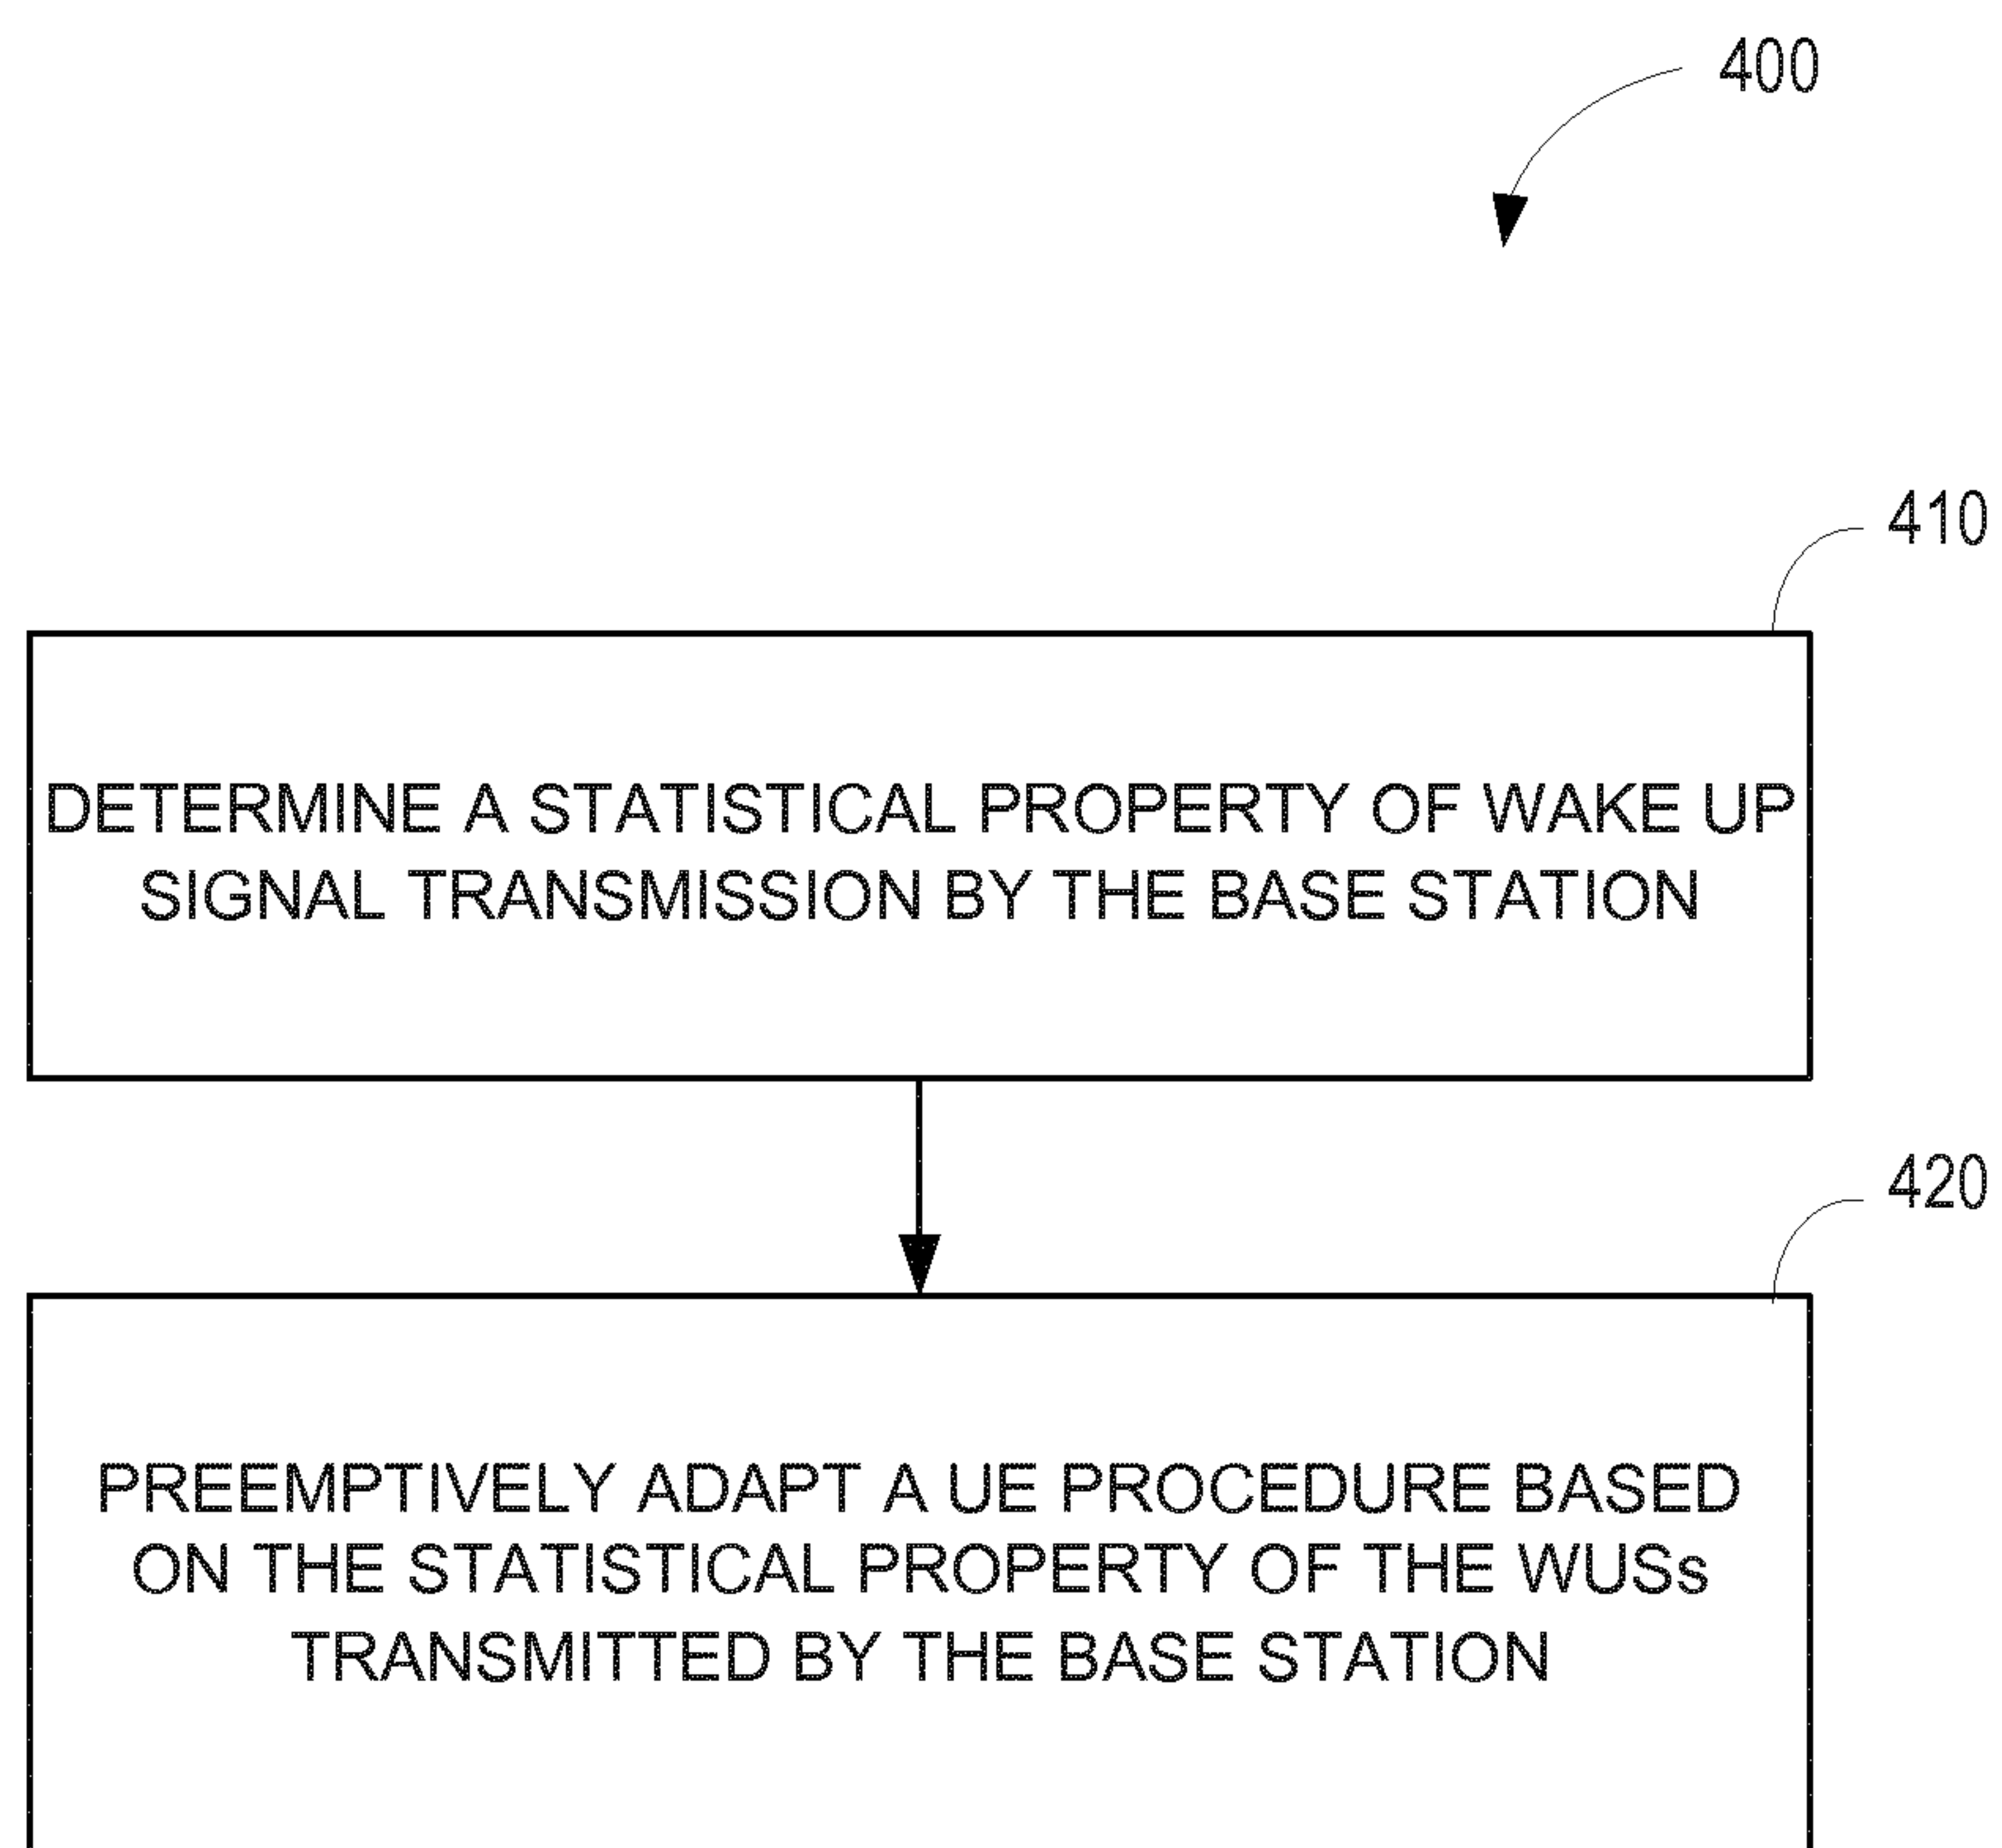 400
410
DETERMINE A STATISTICAL PROPERTY OF WAKE UP
SIGNAL TRANSMISSION BY THE BASE STATION
420
PREEMPTIVELY ADAPT A UE PROCEDURE BASED
ON THE STATISTICAL PROPERTY OF THE WUSs
TRANSMITTED BY THE BASE STATION